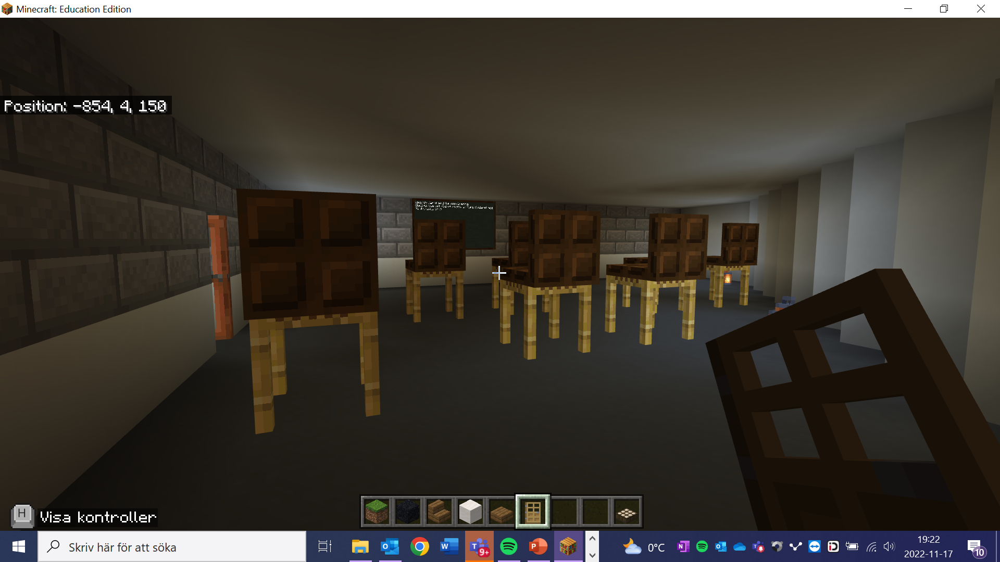 Minecraft: Education Edition
Position: -854, 4, 150
H
Visa kontroller
Skriv här för att söka
9+
0°C
19:22
2022-11-17
10